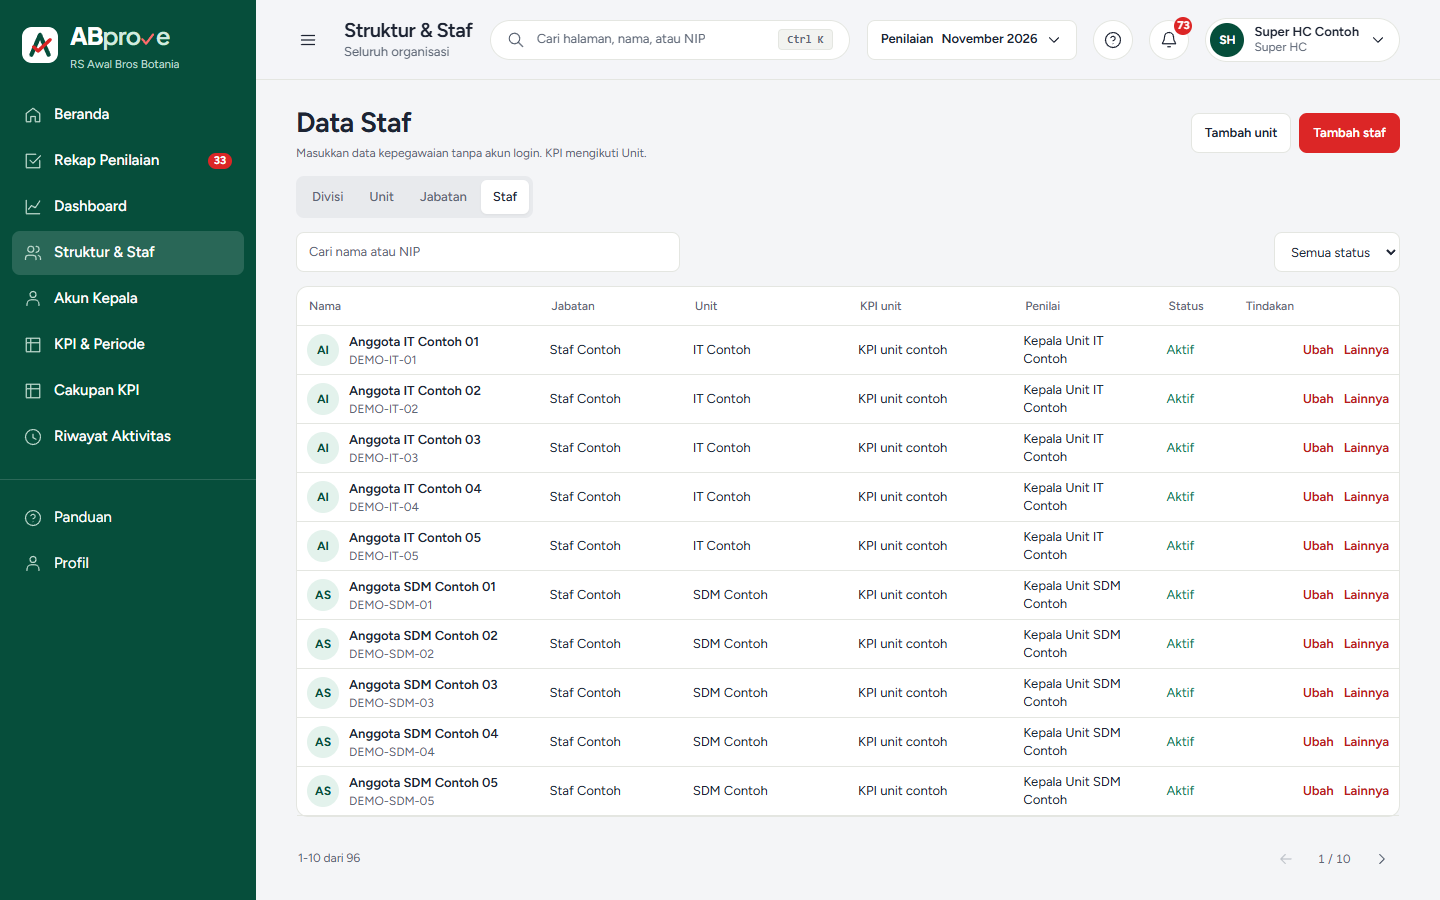 ABprove
RS Awal Bros Botania
Beranda
Rekap Penilaian 33
Dashboard
Struktur & Staf
Akun Kepala
KPI & Periode
Cakupan KPI
Riwayat Aktivitas
Panduan
Profil
Struktur & Staf
Seluruh organisasi
Cari halaman, nama, atau NIP Ctrl K
Penilaian November 2026
73
SH
Super HC Contoh
Super HC
Data Staf
Masukkan data kepegawaian tanpa akun login. KPI mengikuti Unit.
Tambah unit
Tambah staf
Divisi Unit Jabatan Staf
Cari nama atau NIP
Semua status
Nama Jabatan Unit KPI unit Penilai Status Tindakan
AI Anggota IT Contoh 01 DEMO-IT-01 Staf Contoh IT Contoh KPI unit contoh Kepala Unit IT Contoh Aktif Ubah Lainnya
AI Anggota IT Contoh 02 DEMO-IT-02 Staf Contoh IT Contoh KPI unit contoh Kepala Unit IT Contoh Aktif Ubah Lainnya
AI Anggota IT Contoh 03 DEMO-IT-03 Staf Contoh IT Contoh KPI unit contoh Kepala Unit IT Contoh Aktif Ubah Lainnya
AI Anggota IT Contoh 04 DEMO-IT-04 Staf Contoh IT Contoh KPI unit contoh Kepala Unit IT Contoh Aktif Ubah Lainnya
AI Anggota IT Contoh 05 DEMO-IT-05 Staf Contoh IT Contoh KPI unit contoh Kepala Unit IT Contoh Aktif Ubah Lainnya
AS Anggota SDM Contoh 01 DEMO-SDM-01 Staf Contoh SDM Contoh KPI unit contoh Kepala Unit SDM Contoh Aktif Ubah Lainnya
AS Anggota SDM Contoh 02 DEMO-SDM-02 Staf Contoh SDM Contoh KPI unit contoh Kepala Unit SDM Contoh Aktif Ubah Lainnya
AS Anggota SDM Contoh 03 DEMO-SDM-03 Staf Contoh SDM Contoh KPI unit contoh Kepala Unit SDM Contoh Aktif Ubah Lainnya
AS Anggota SDM Contoh 04 DEMO-SDM-04 Staf Contoh SDM Contoh KPI unit contoh Kepala Unit SDM Contoh Aktif Ubah Lainnya
AS Anggota SDM Contoh 05 DEMO-SDM-05 Staf Contoh SDM Contoh KPI unit contoh Kepala Unit SDM Contoh Aktif Ubah Lainnya
1-10 dari 96
1 / 10